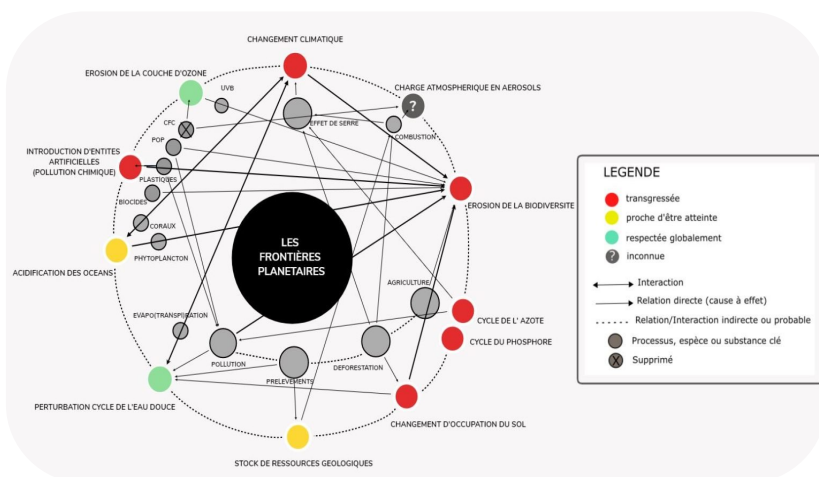 CHANGEMENT CLIMATIQUE
EROSION DE LA COUCHE D'OZONE
UVB
CHARGE ATMOSPHERIQUE EN AEROSOLS
?
CFC
EFFET DE SERRE
COMBUSTION
POP
INTRODUCTION D'ENTITES
ARTIFICIELLES
(POLLUTION CHIMIQUE)
PLASTIQUES
BIOCIDES
EROSION DE LA BIODIVERSITE
CORAUX
PHYTOPLANCTON
ACIDIFICATION DES OCEANS
LES
FRONTIÈRES
PLANETAIRES
AGRICULTURE
EVAPO(TRANSPI)RATION
CYCLE DE L' AZOTE
CYCLE DU PHOSPHORE
POLLUTION
PRELEVEMENTS
DEFORESTATION
PERTURBATION CYCLE DE L'EAU DOUCE
CHANGEMENT D'OCCUPATION DU SOL
STOCK DE RESSOURCES GEOLOGIQUES
LEGENDE
transgressée
proche d'être atteinte
respectée globalement
? inconnue
Interaction
Relation directe (cause à effet)
Relation/Interaction indirecte ou probable
Processus, espèce ou substance clé
X Supprimé